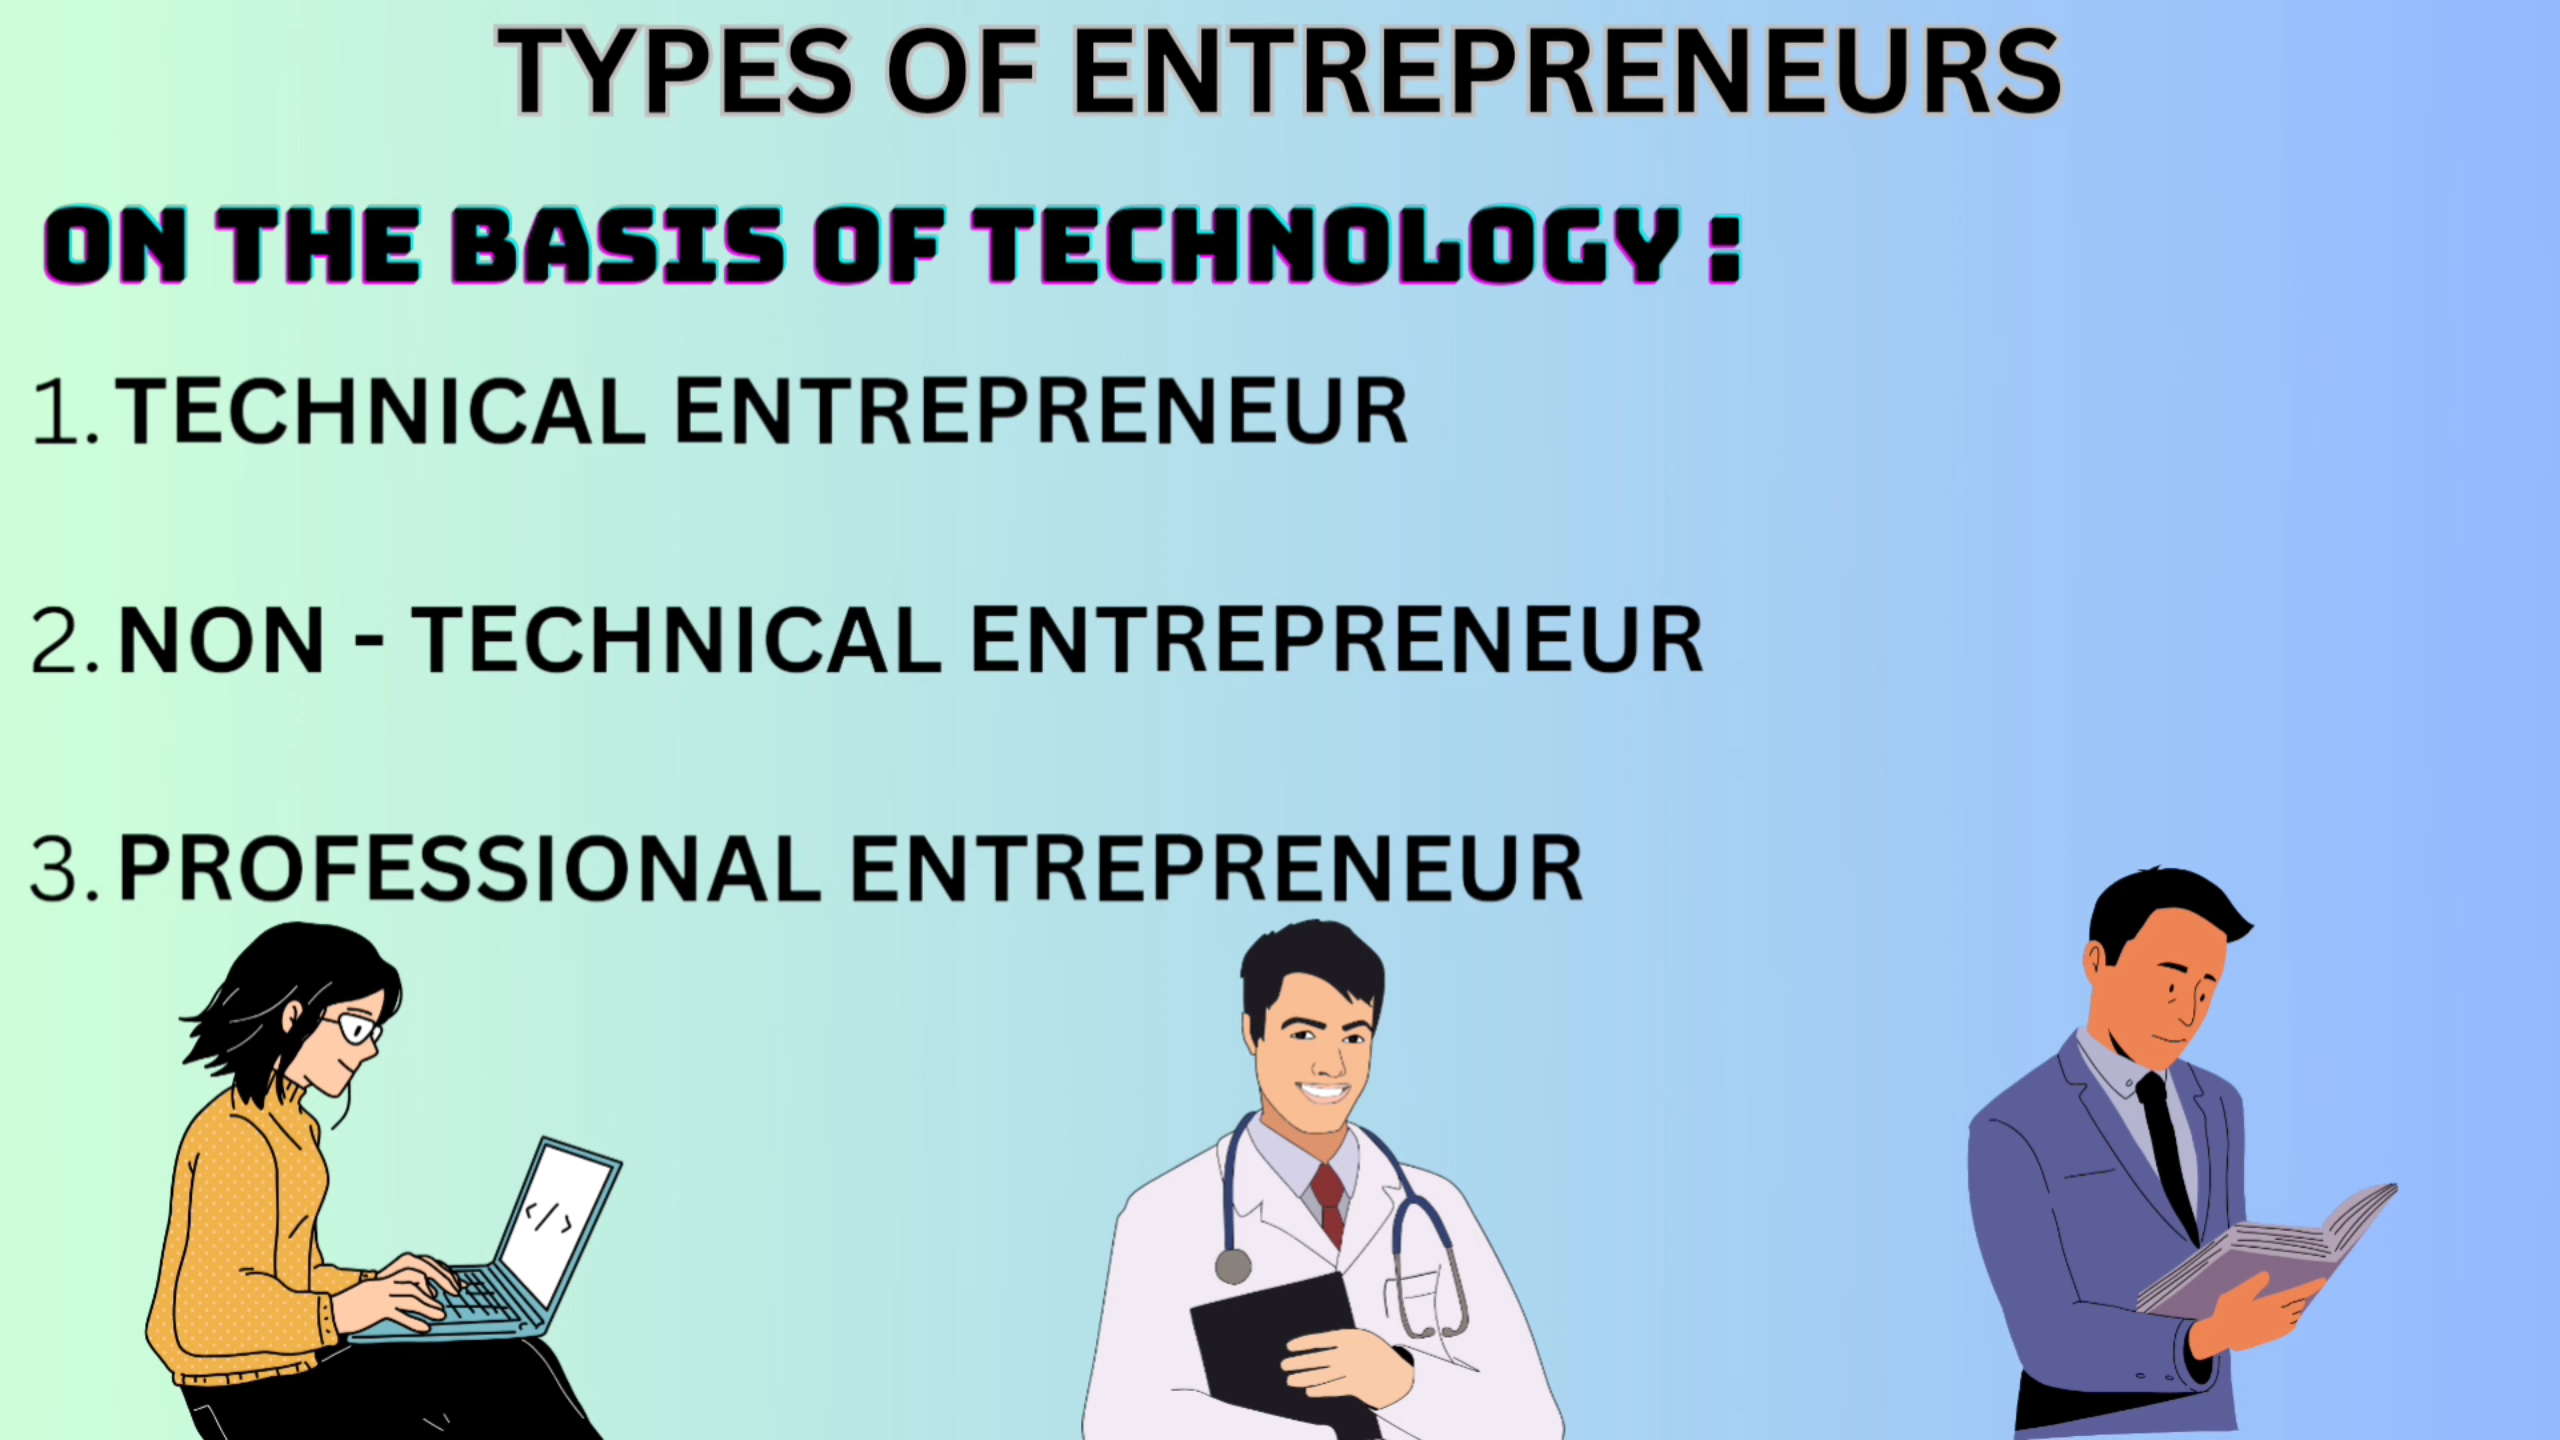 TYPES OF ENTREPRENEURS
ON THE BASIS OF TECHNOLOGY :
1. TECHNICAL ENTREPRENEUR
2. NON - TECHNICAL ENTREPRENEUR
3. PROFESSIONAL ENTREPRENEUR
</>